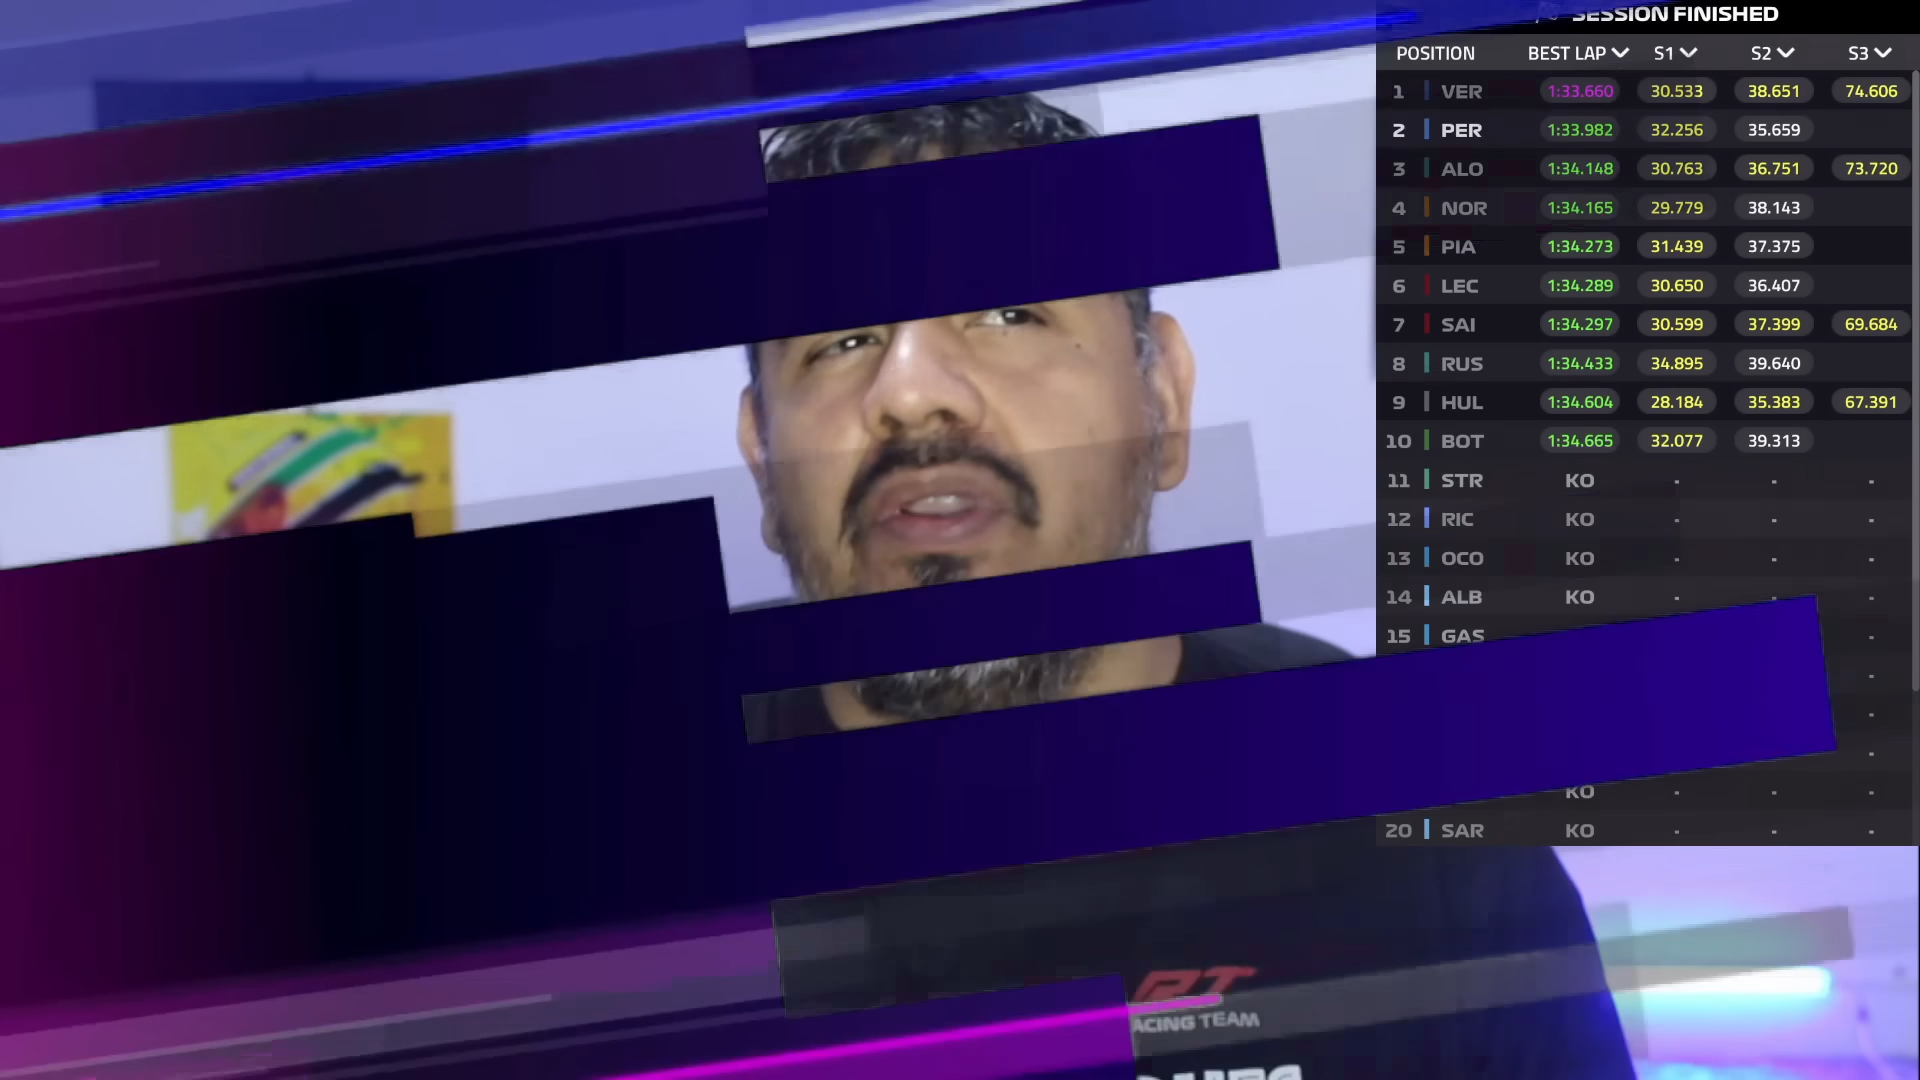 SESSION FINISHED
POSITION BEST LAP S1 S2 S3
1 VER 1:33.660 30.533 38.651 74.606
2 PER 1:33.982 32.256 35.659
3 ALO 1:34.148 30.763 36.751 73.720
4 NOR 1:34.165 29.779 38.143
5 PIA 1:34.273 31.439 37.375
6 LEC 1:34.289 30.650 36.407
7 SAI 1:34.297 30.599 37.399 69.684
8 RUS 1:34.433 34.895 39.640
9 HUL 1:34.604 28.184 35.383 67.391
10 BOT 1:34.665 32.077 39.313
11 STR KO - - -
12 RIC KO - - -
13 OCO KO - - -
14 ALB KO - - -
15 GAS -
-
-
-
KO - - -
20 SAR KO - - -
RT
ACING TEAM